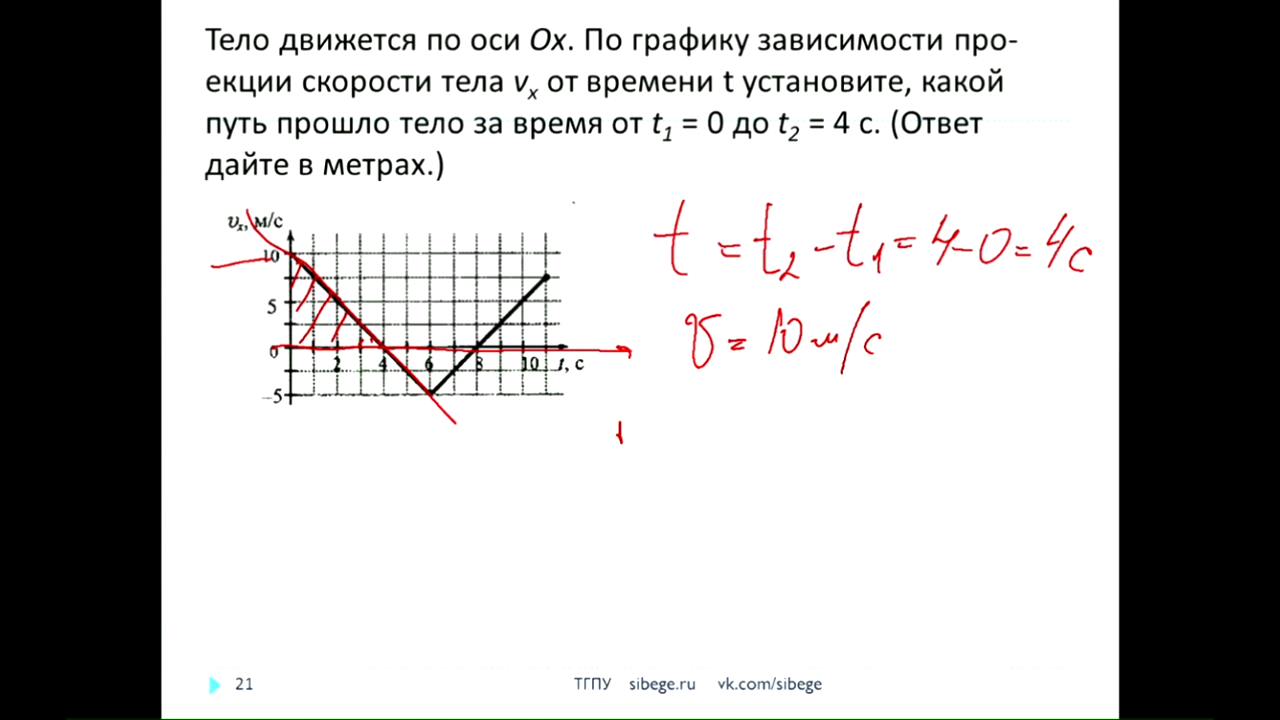 Тело движется по оси Ox. По графику зависимости про-
екции скорости тела vₓ от времени t установите, какой
путь прошло тело за время от t₁ = 0 до t₂ = 4 с. (Ответ
дайте в метрах.)
υₓ, м/с
10
5
0
2 4 6 8 10 t, с
–5
t = t₂ – t₁ = 4 – 0 = 4с
υ = 10 м/с
21
ТГПУ sibege.ru vk.com/sibege